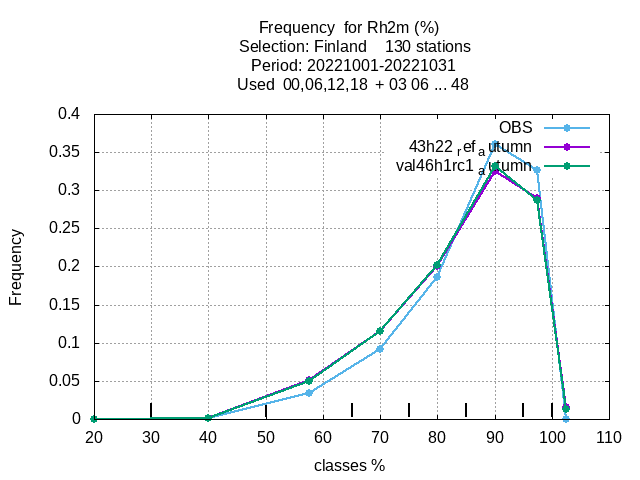 Frequency for Rh2m (%)
Selection: Finland 130 stations
Period: 20221001-20221031
Used 00,06,12,18 + 03 06 ... 48
OBS
43h22 ref a tumn
val46h1rc1 a tumn
0.4
0.35
0.3
0.25
0.2
0.15
0.1
0.05
0
Frequency
20 30 40 50 60 70 80 90 100 110
classes %